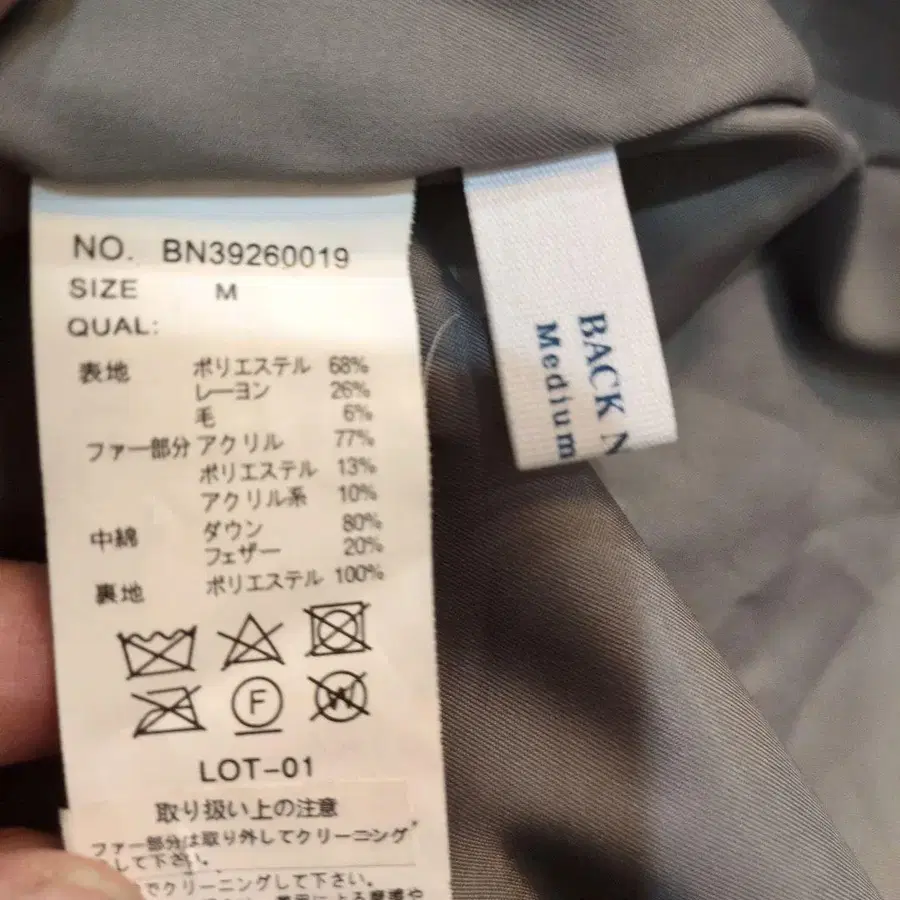 NO. BN39260019
SIZE M
QUAL:
表地 ポリエステル 68%
レーヨン 26%
毛 6%
ファー部分 アクリル 77%
ポリエステル 13%
アクリル系 10%
中綿 ダウン 80%
フェザー 20%
裏地 ポリエステル 100%
F
W
LOT-01
取り扱い上の注意
ファー部分は取り外してクリーニング
して下さい。
でクリーニングして下さい。
BACK N
Medium